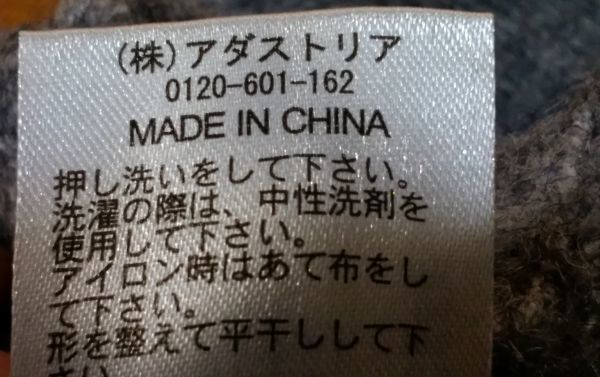 (株)アダストリア
0120-601-162
MADE IN CHINA
押し洗いをして下さい。
洗濯の際は、中性洗剤を
使用して下さい。
アイロン時はあて布をし
て下さい。
形を整えて平干しして下
さい。